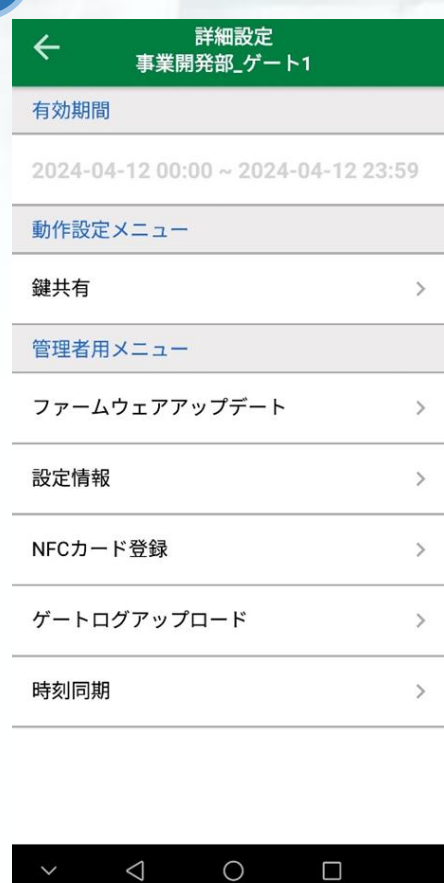 詳細設定
事業開発部_ゲート1
有効期間
2024-04-12 00:00 ~ 2024-04-12 23:59
動作設定メニュー
鍵共有
管理者用メニュー
ファームウェアアップデート
設定情報
NFCカード登録
ゲートログアップロード
時刻同期